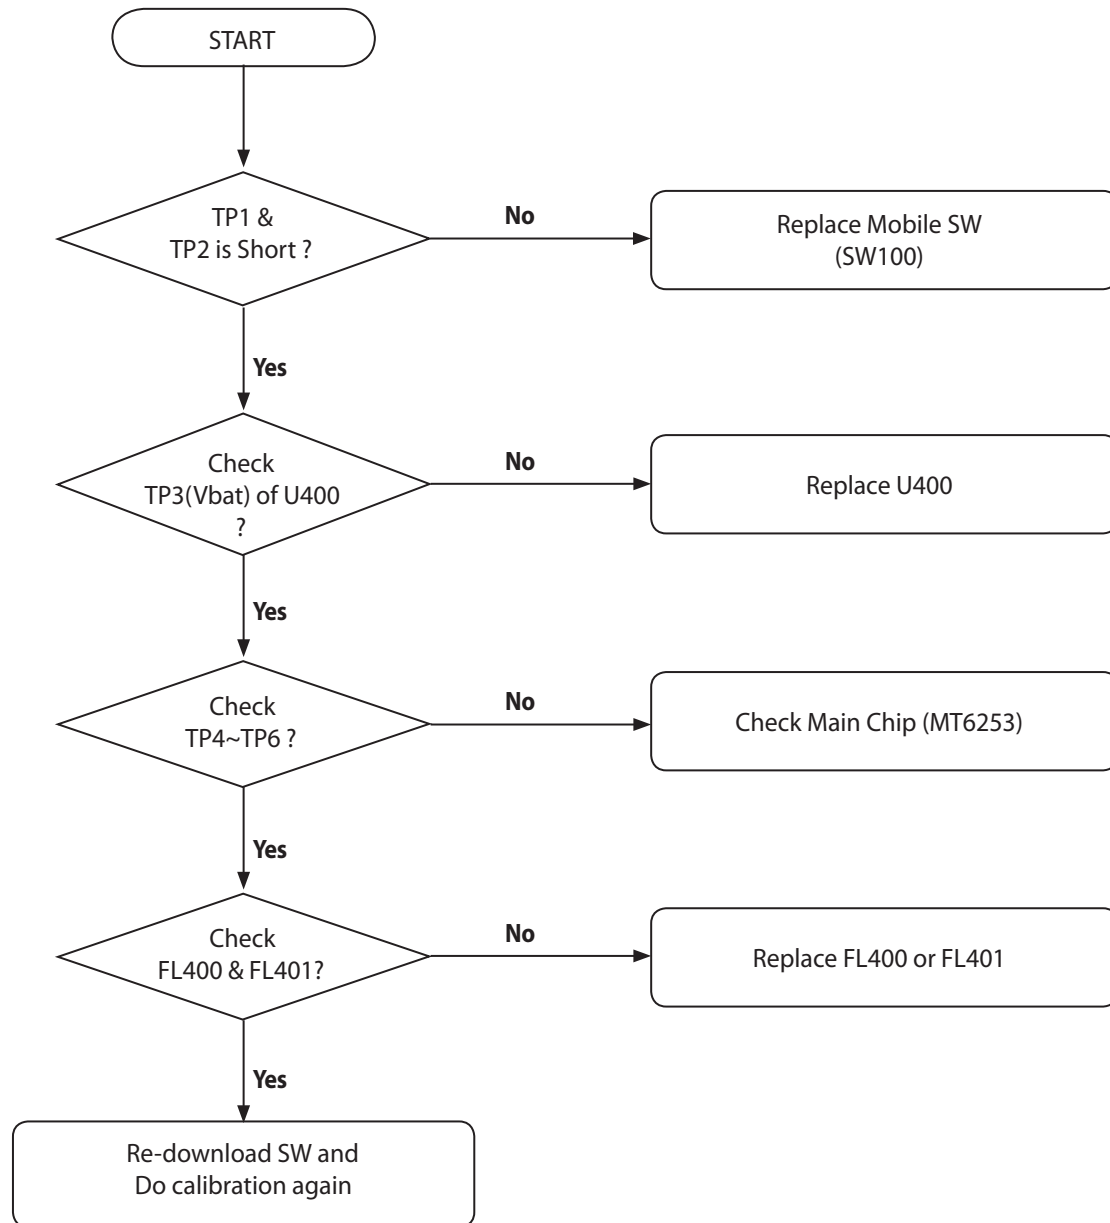 START
TP1 &
TP2 is Short ?
No
Replace Mobile SW
(SW100)
Yes
Check
TP3(Vbat) of U400
?
No
Replace U400
Yes
Check
TP4~TP6 ?
No
Check Main Chip (MT6253)
Yes
Check
FL400 & FL401?
No
Replace FL400 or FL401
Yes
Re-download SW and
Do calibration again